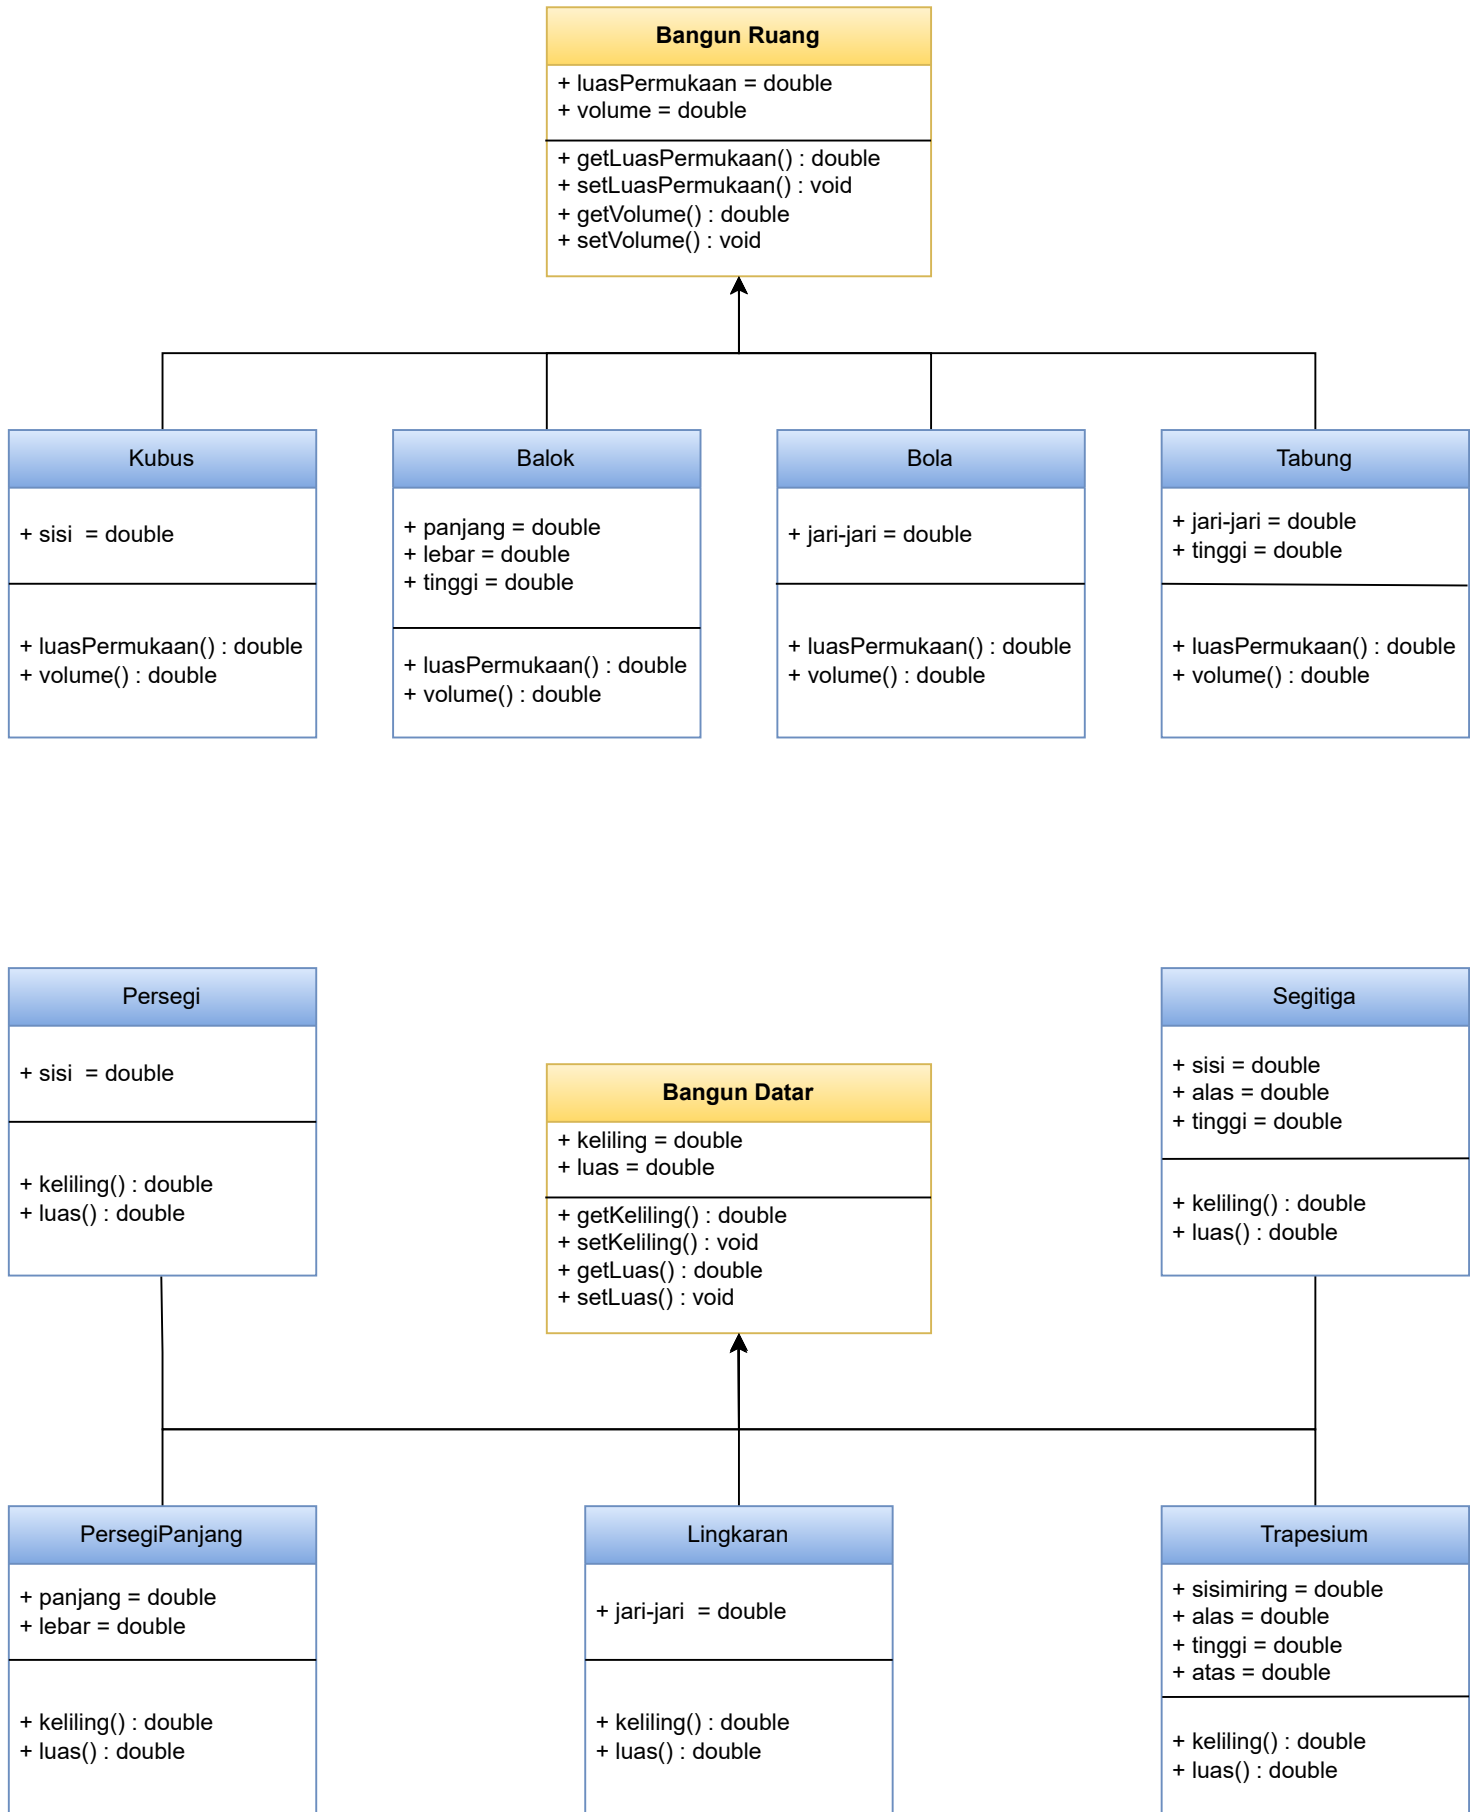 Bangun Ruang
+ luasPermukaan = double
+ volume = double
+ getLuasPermukaan() : double
+ setLuasPermukaan() : void
+ getVolume() : double
+ setVolume() : void
Kubus
+ sisi  = double
+ luasPermukaan() : double
+ volume() : double
Balok
+ panjang = double
+ lebar = double
+ tinggi = double
+ luasPermukaan() : double
+ volume() : double
Bola
+ jari-jari = double
+ luasPermukaan() : double
+ volume() : double
Tabung
+ jari-jari = double
+ tinggi = double
+ luasPermukaan() : double
+ volume() : double
Persegi
+ sisi  = double
+ keliling() : double
+ luas() : double
Bangun Datar
+ keliling = double
+ luas = double
+ getKeliling() : double
+ setKeliling() : void
+ getLuas() : double
+ setLuas() : void
Segitiga
+ sisi = double
+ alas = double
+ tinggi = double
+ keliling() : double
+ luas() : double
PersegiPanjang
+ panjang = double
+ lebar = double
+ keliling() : double
+ luas() : double
Lingkaran
+ jari-jari  = double
+ keliling() : double
+ luas() : double
Trapesium
+ sisimiring = double
+ alas = double
+ tinggi = double
+ atas = double
+ keliling() : double
+ luas() : double